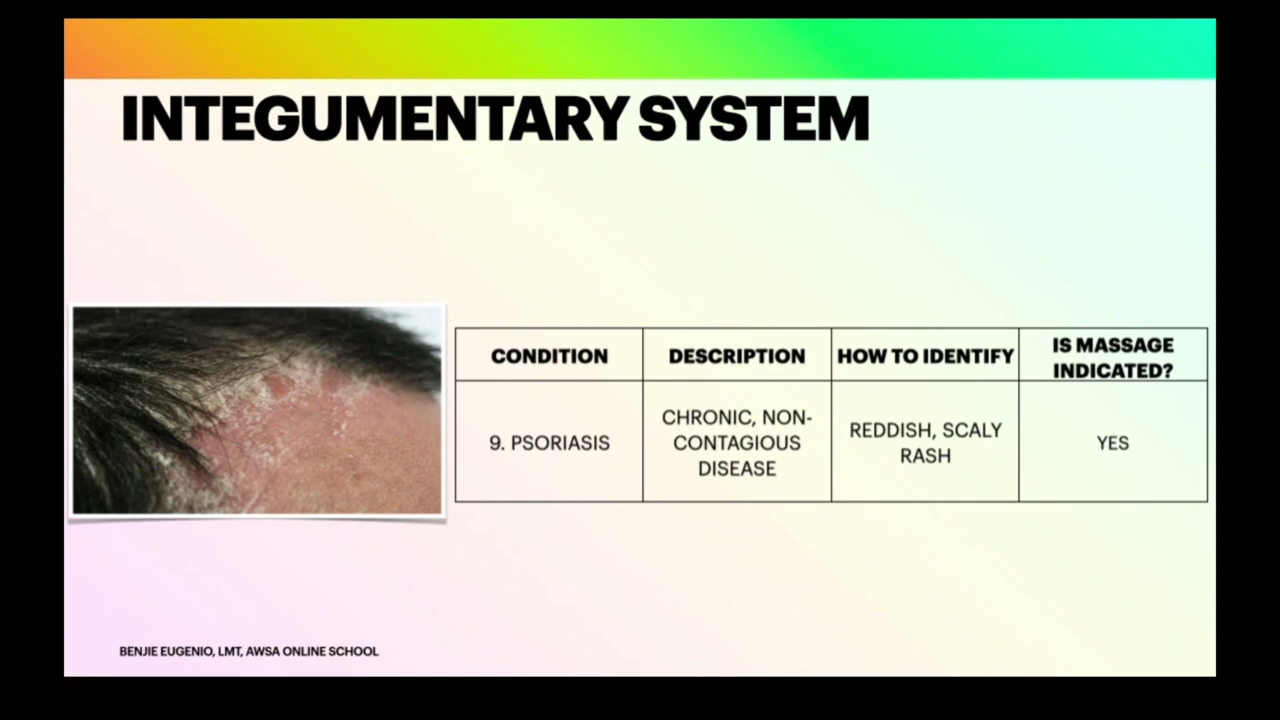 INTEGUMENTARY SYSTEM
CONDITION
DESCRIPTION
HOW TO IDENTIFY
IS MASSAGE
INDICATED?
9. PSORIASIS
CHRONIC, NON-
CONTAGIOUS
DISEASE
REDDISH, SCALY
RASH
YES
BENJIE EUGENIO, LMT, AWSA ONLINE SCHOOL